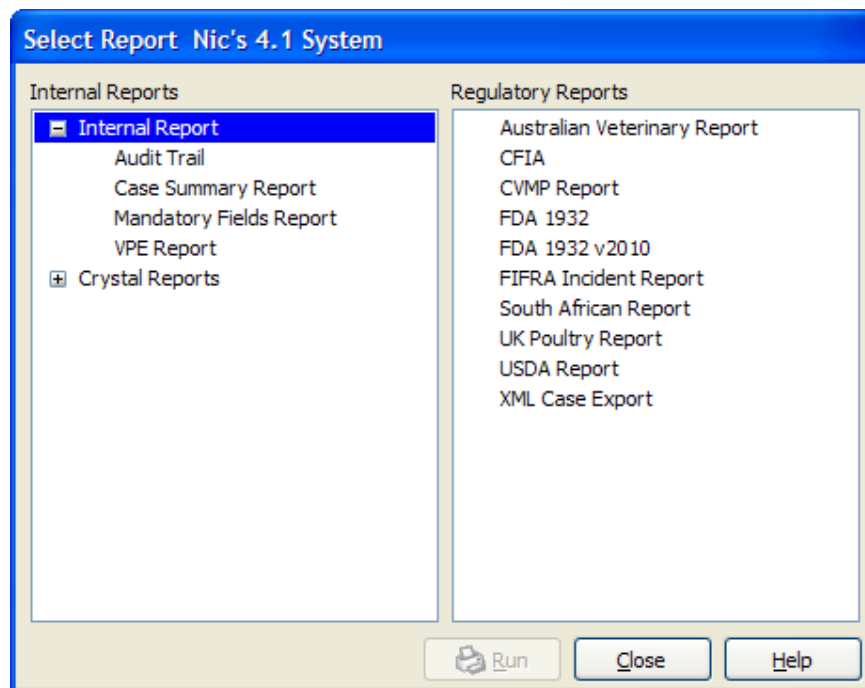 Select Report Nic's 4.1 System
Internal Reports
Internal Report
Audit Trail
Case Summary Report
Mandatory Fields Report
VPE Report
Crystal Reports
Regulatory Reports
Australian Veterinary Report
CFIA
CVMP Report
FDA 1932
FDA 1932 v2010
FIFRA Incident Report
South African Report
UK Poultry Report
USDA Report
XML Case Export
Run
Close
Help